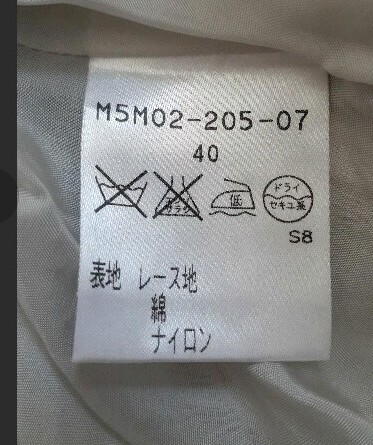 M5M02-205-07
40
低 ドライ
セキユ系
S8
表地 レース地
綿
ナイロン